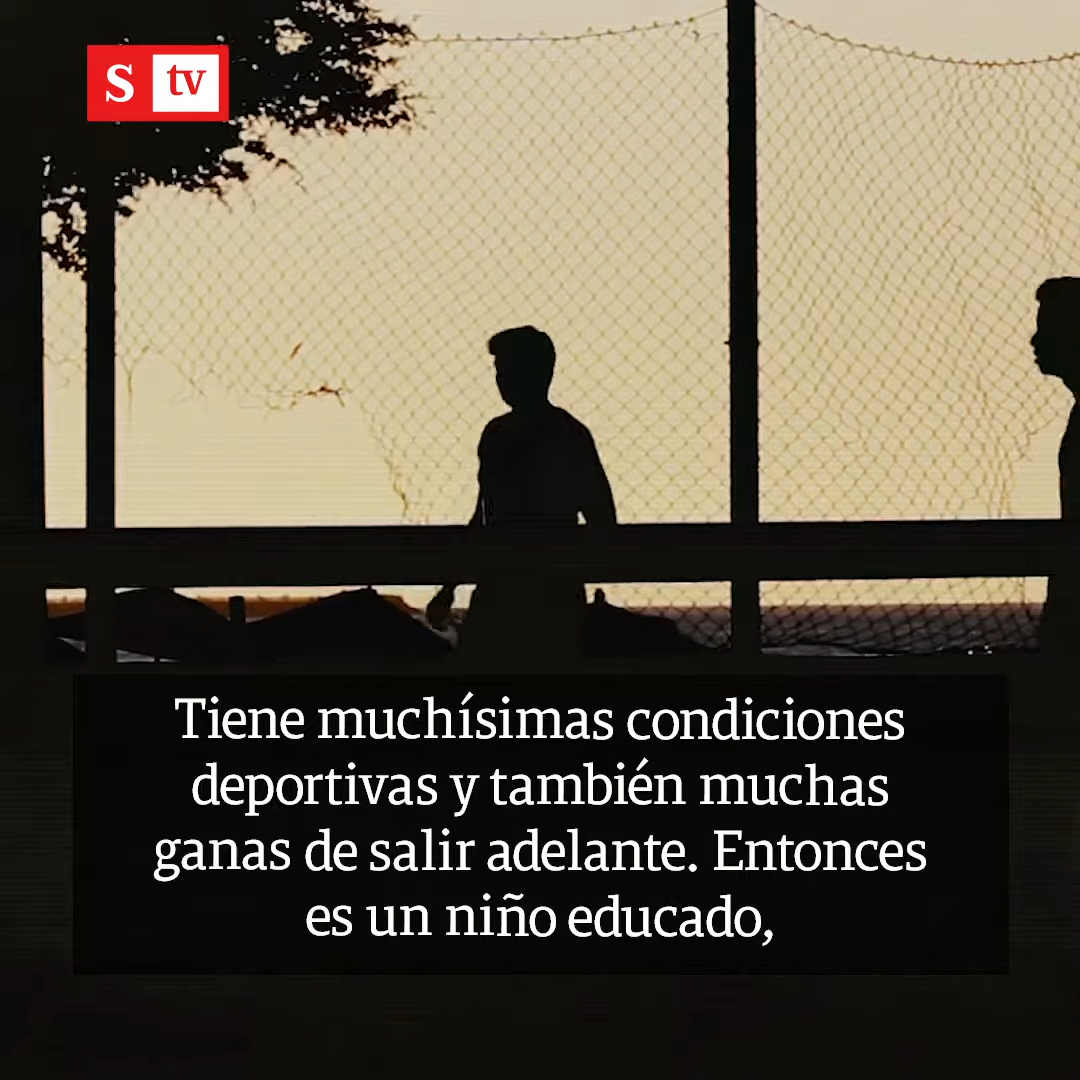 S tv
Tiene muchísimas condiciones
deportivas y también muchas
ganas de salir adelante. Entonces
es un niño educado,